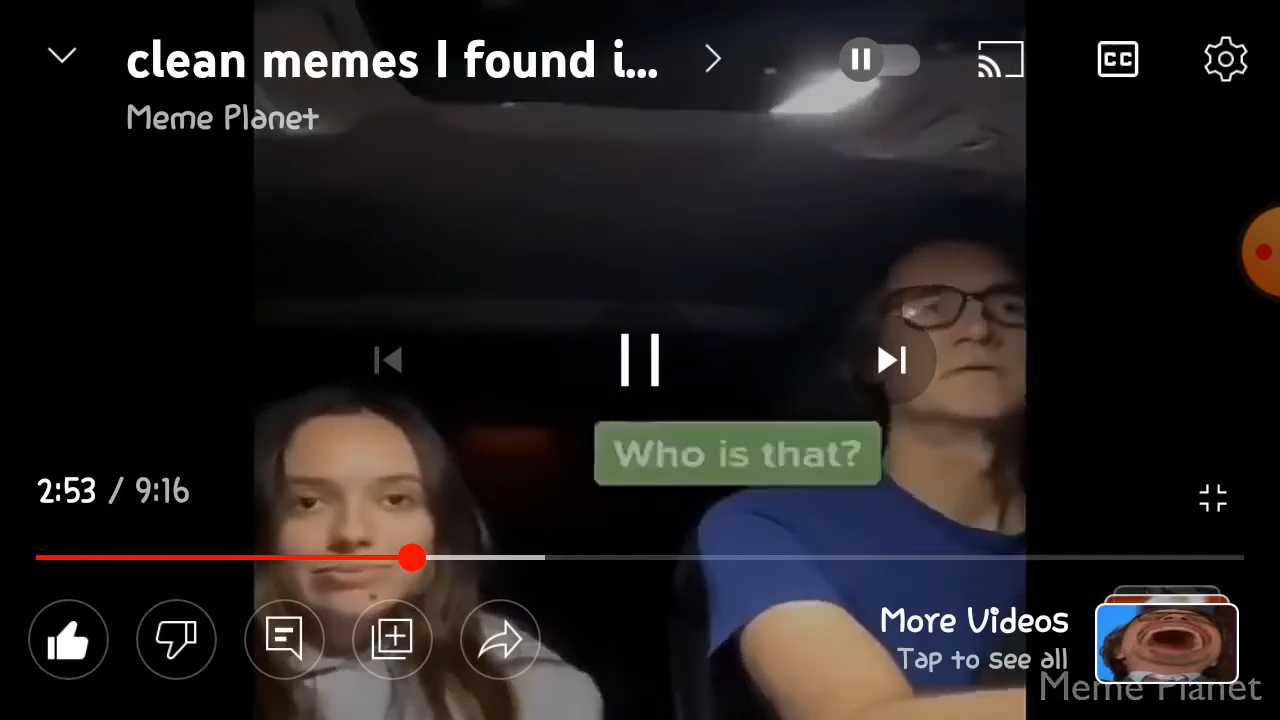 clean memes I found i...
Meme Planet
CC
Who is that?
2:53 / 9:16
More Videos
Tap to see all
Meme Planet